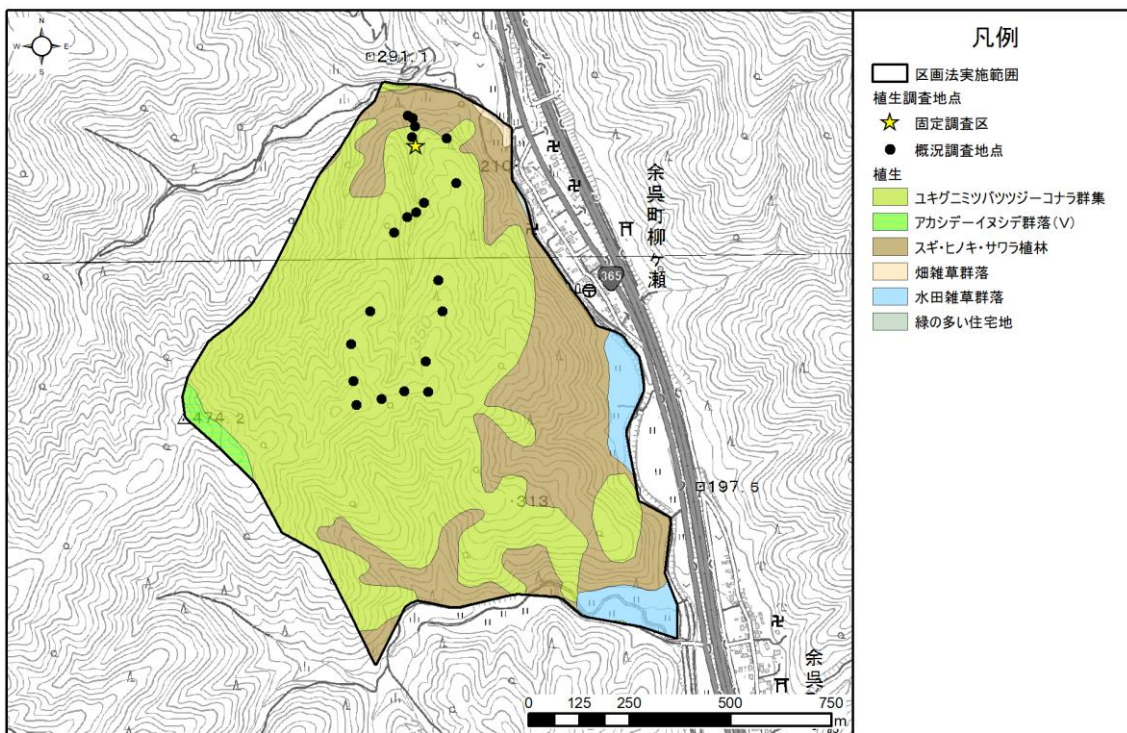 N
W E
S
291.1
210
余呉町柳ヶ瀬
365
350
474.2
313
197.5
余呉
0 125 250 500 750
m
凡例
区画法実施範囲
植生調査地点
固定調査区
概況調査地点
植生
ユキグニミツバツツジーコナラ群集
アカシデーイヌシデ群落(V)
スギ・ヒノキ・サワラ植林
畑雑草群落
水田雑草群落
緑の多い住宅地